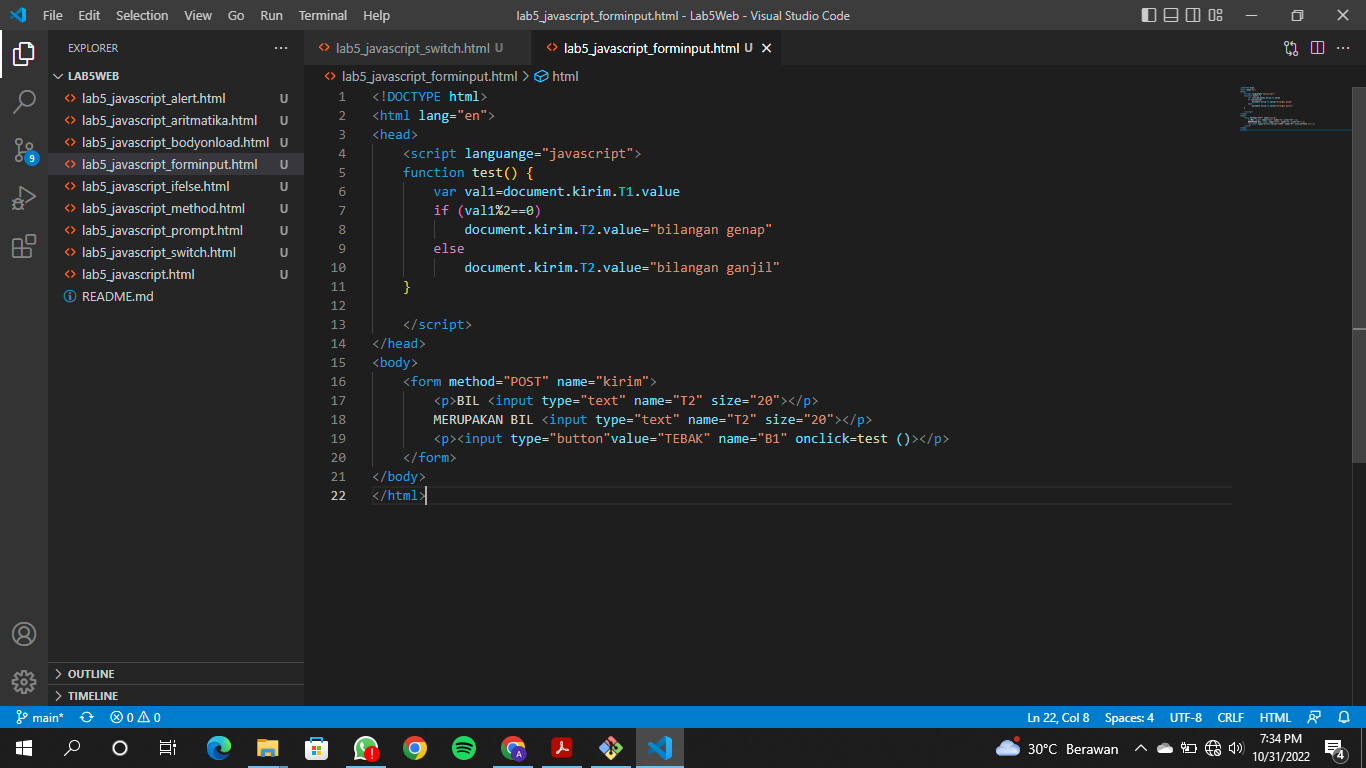 File Edit Selection View Go Run Terminal Help lab5_javascript_forminput.html - Lab5Web - Visual Studio Code
EXPLORER
LAB5WEB
lab5_javascript_alert.html U
lab5_javascript_aritmatika.html U
lab5_javascript_bodyonload.html U
lab5_javascript_forminput.html U
lab5_javascript_ifelse.html U
lab5_javascript_method.html U
lab5_javascript_prompt.html U
lab5_javascript_switch.html U
lab5_javascript.html U
README.md
OUTLINE
TIMELINE
9
lab5_javascript_switch.html U lab5_javascript_forminput.html U
lab5_javascript_forminput.html > html
1 <!DOCTYPE html>
2 <html lang="en">
3 <head>
4 <script languange="javascript">
5 function test() {
6 var val1=document.kirim.T1.value
7 if (val1%2==0)
8 document.kirim.T2.value="bilangan genap"
9 else
10 document.kirim.T2.value="bilangan ganjil"
11 }
12
13 </script>
14 </head>
15 <body>
16 <form method="POST" name="kirim">
17 <p>BIL <input type="text" name="T2" size="20"></p>
18 MERUPAKAN BIL <input type="text" name="T2" size="20"></p>
19 <p><input type="button"value="TEBAK" name="B1" onclick=test ()></p>
20 </form>
21 </body>
22 </html>
main* 0 0 Ln 22, Col 8 Spaces: 4 UTF-8 CRLF HTML
30°C Berawan 7:34 PM
10/31/2022 4